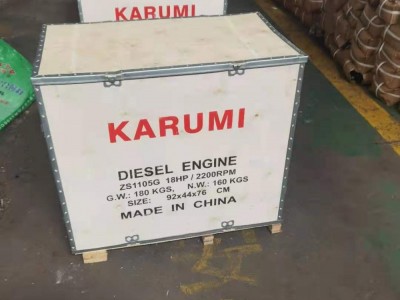 KARUMI
KARUMI
DIESEL ENGINE
ZS1105G 18HP / 2200RPM
G.W.: 180 KGS, N.W.: 160 KGS
SIZE: 92x44x76 CM
MADE IN CHINA